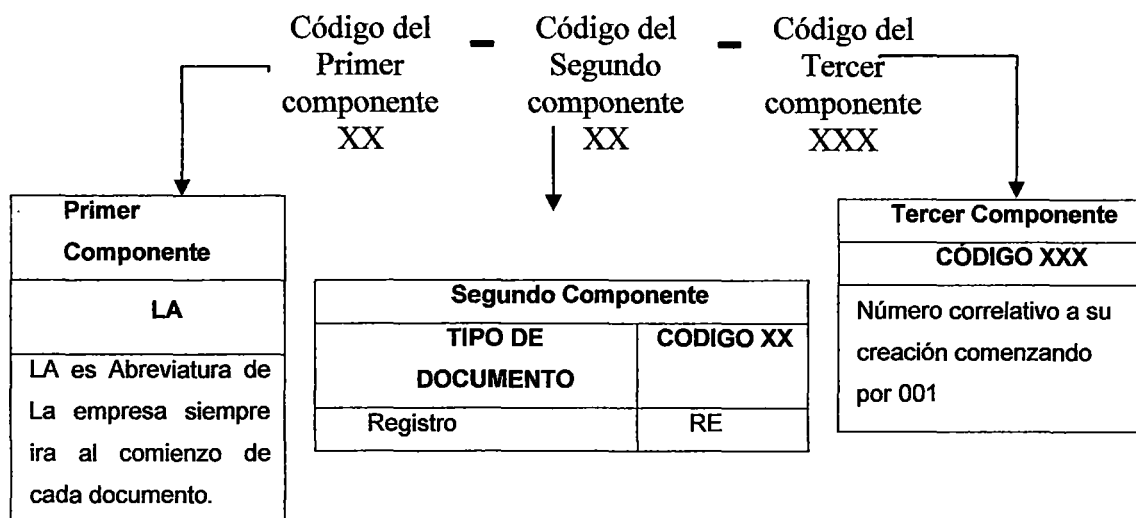 Código del
Primer
componente
XX
-
Código del
Segundo
componente
XX
-
Código del
Tercer
componente
XXX
Primer
Componente
LA
LA es Abreviatura de
La empresa siempre
ira al comienzo de
cada documento.
Segundo Componente
TIPO DE
DOCUMENTO
CODIGO XX
Registro
RE
Tercer Componente
CÓDIGO XXX
Número correlativo a su
creación comenzando
por 001